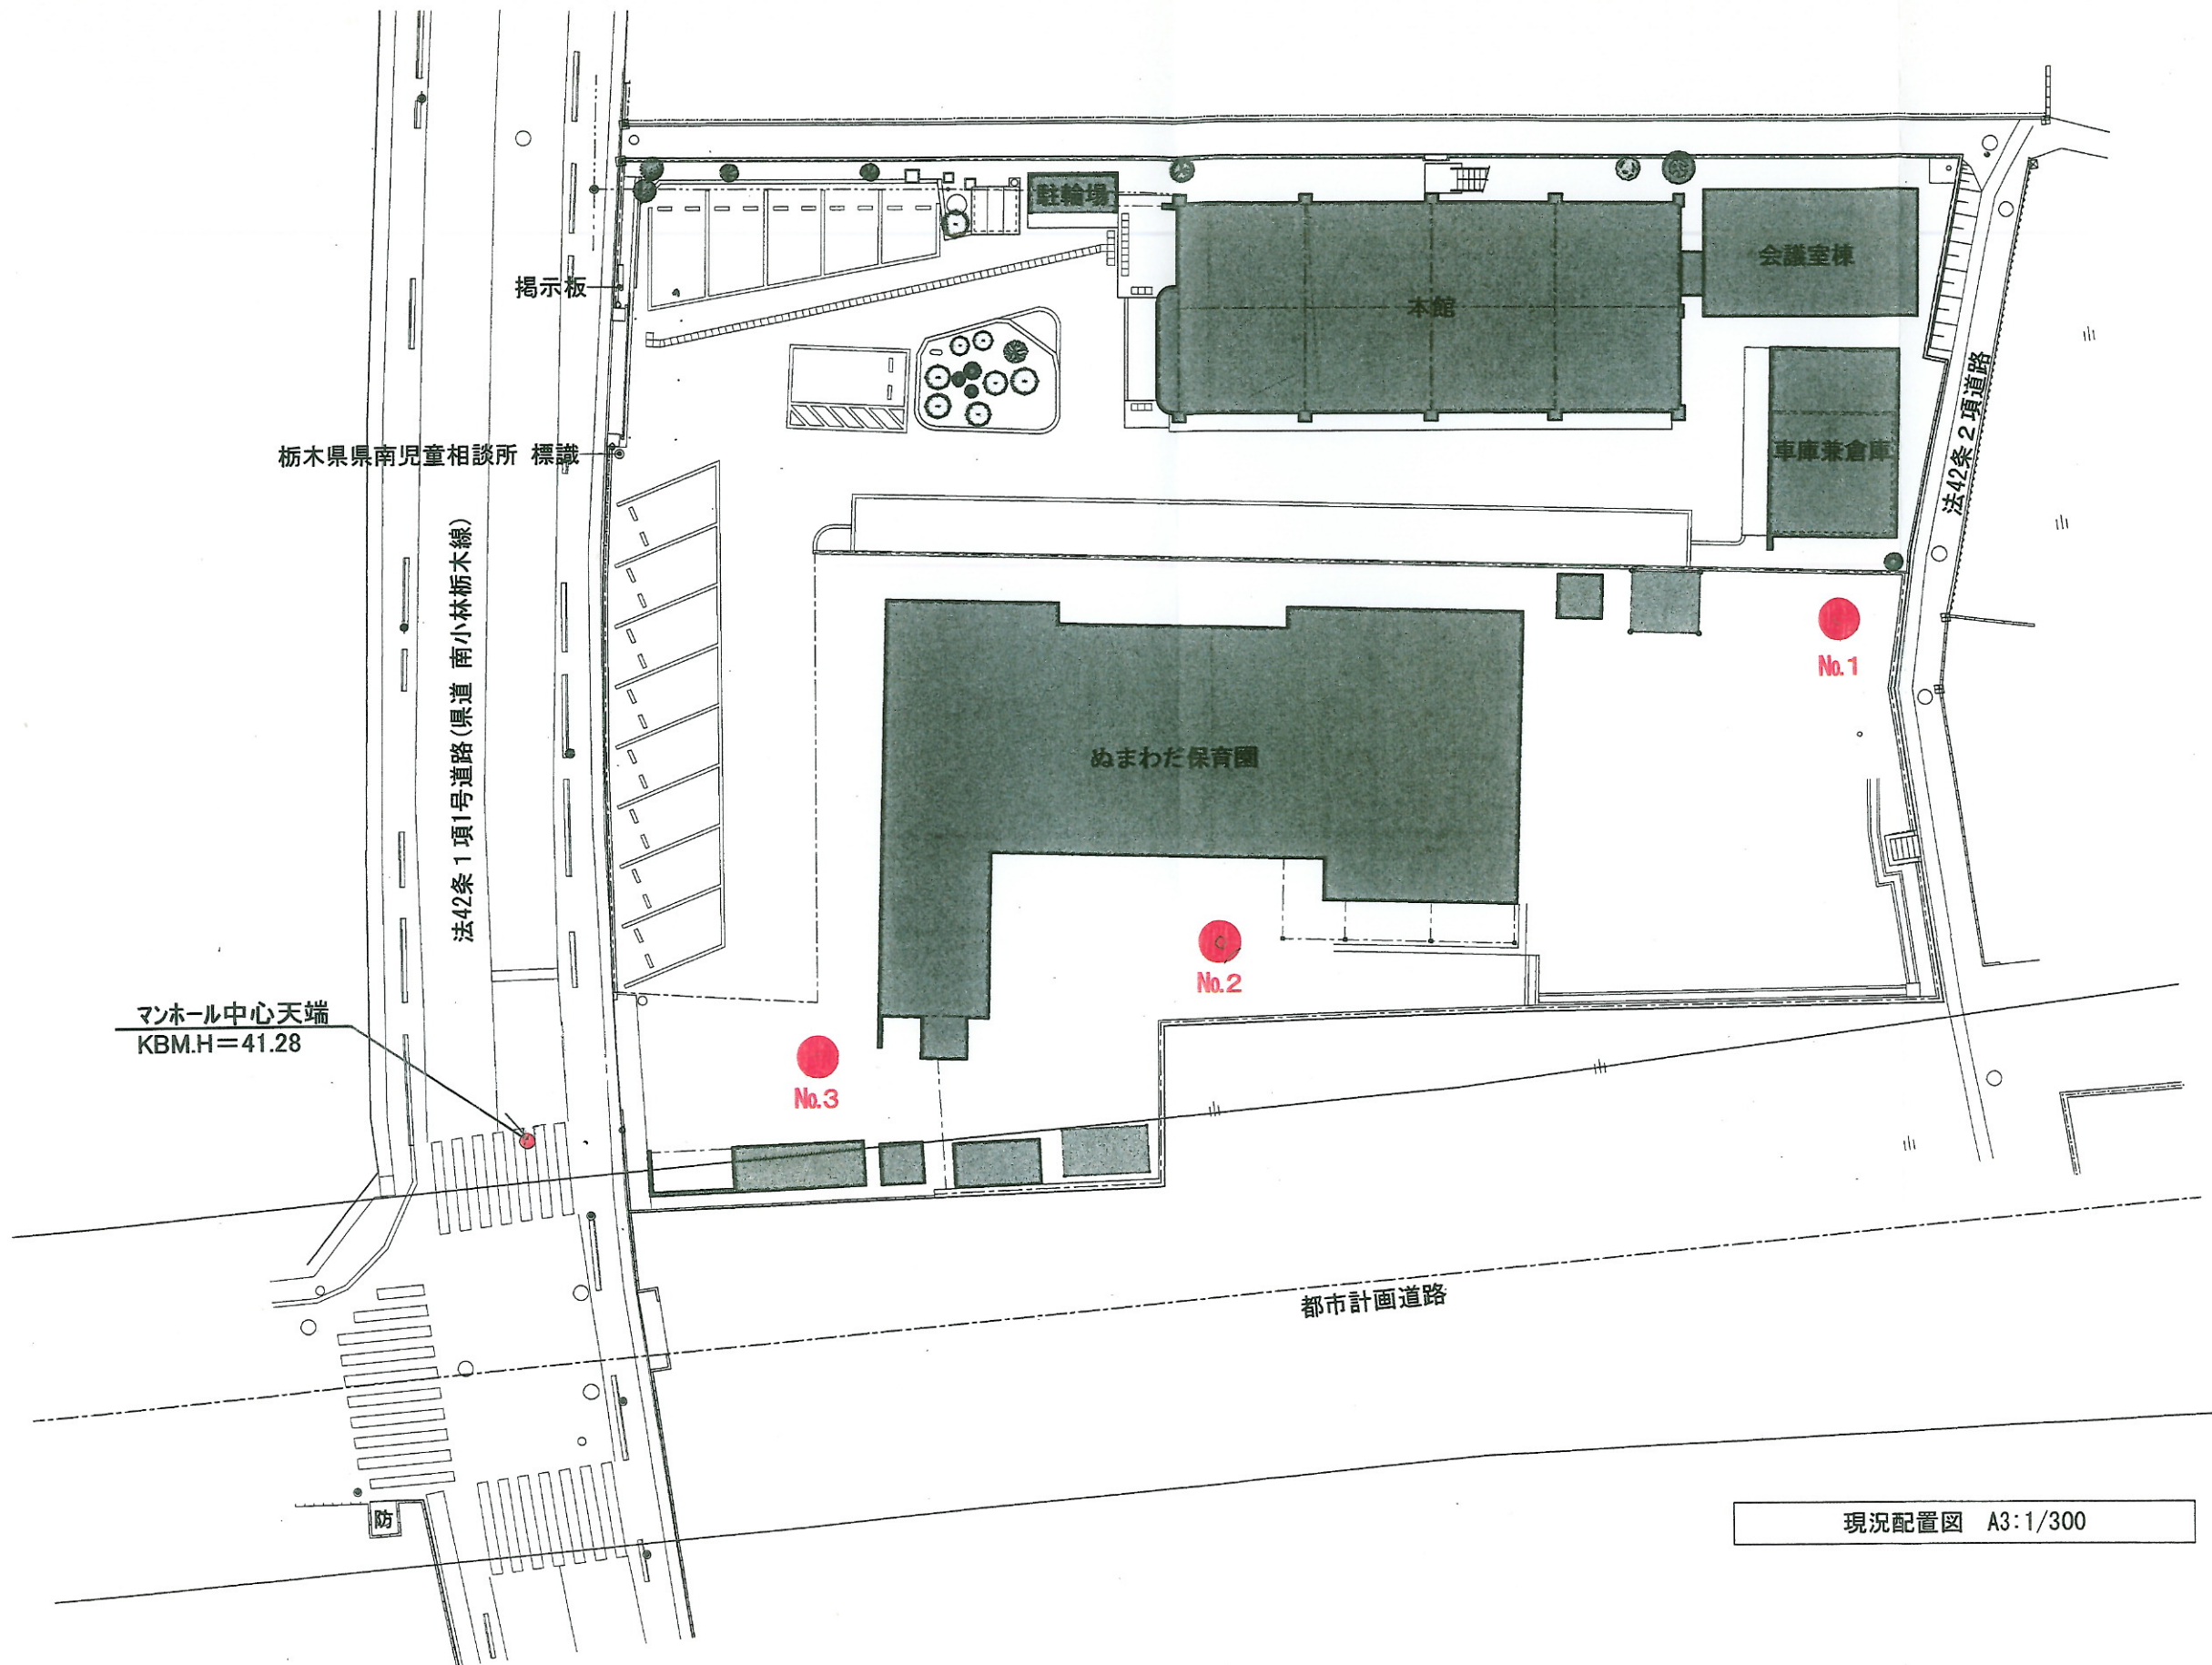 駐輪場
会議室棟
掲示板
本館
法42条2項道路
栃木県県南児童相談所 標識
車庫兼倉庫
法42条1項1号道路(県道 南小林栃木線)
No.1
ぬまわだ保育園
No.2
マンホール中心天端
KBM.H=41.28
No.3
都市計画道路
防
現況配置図 A3:1/300